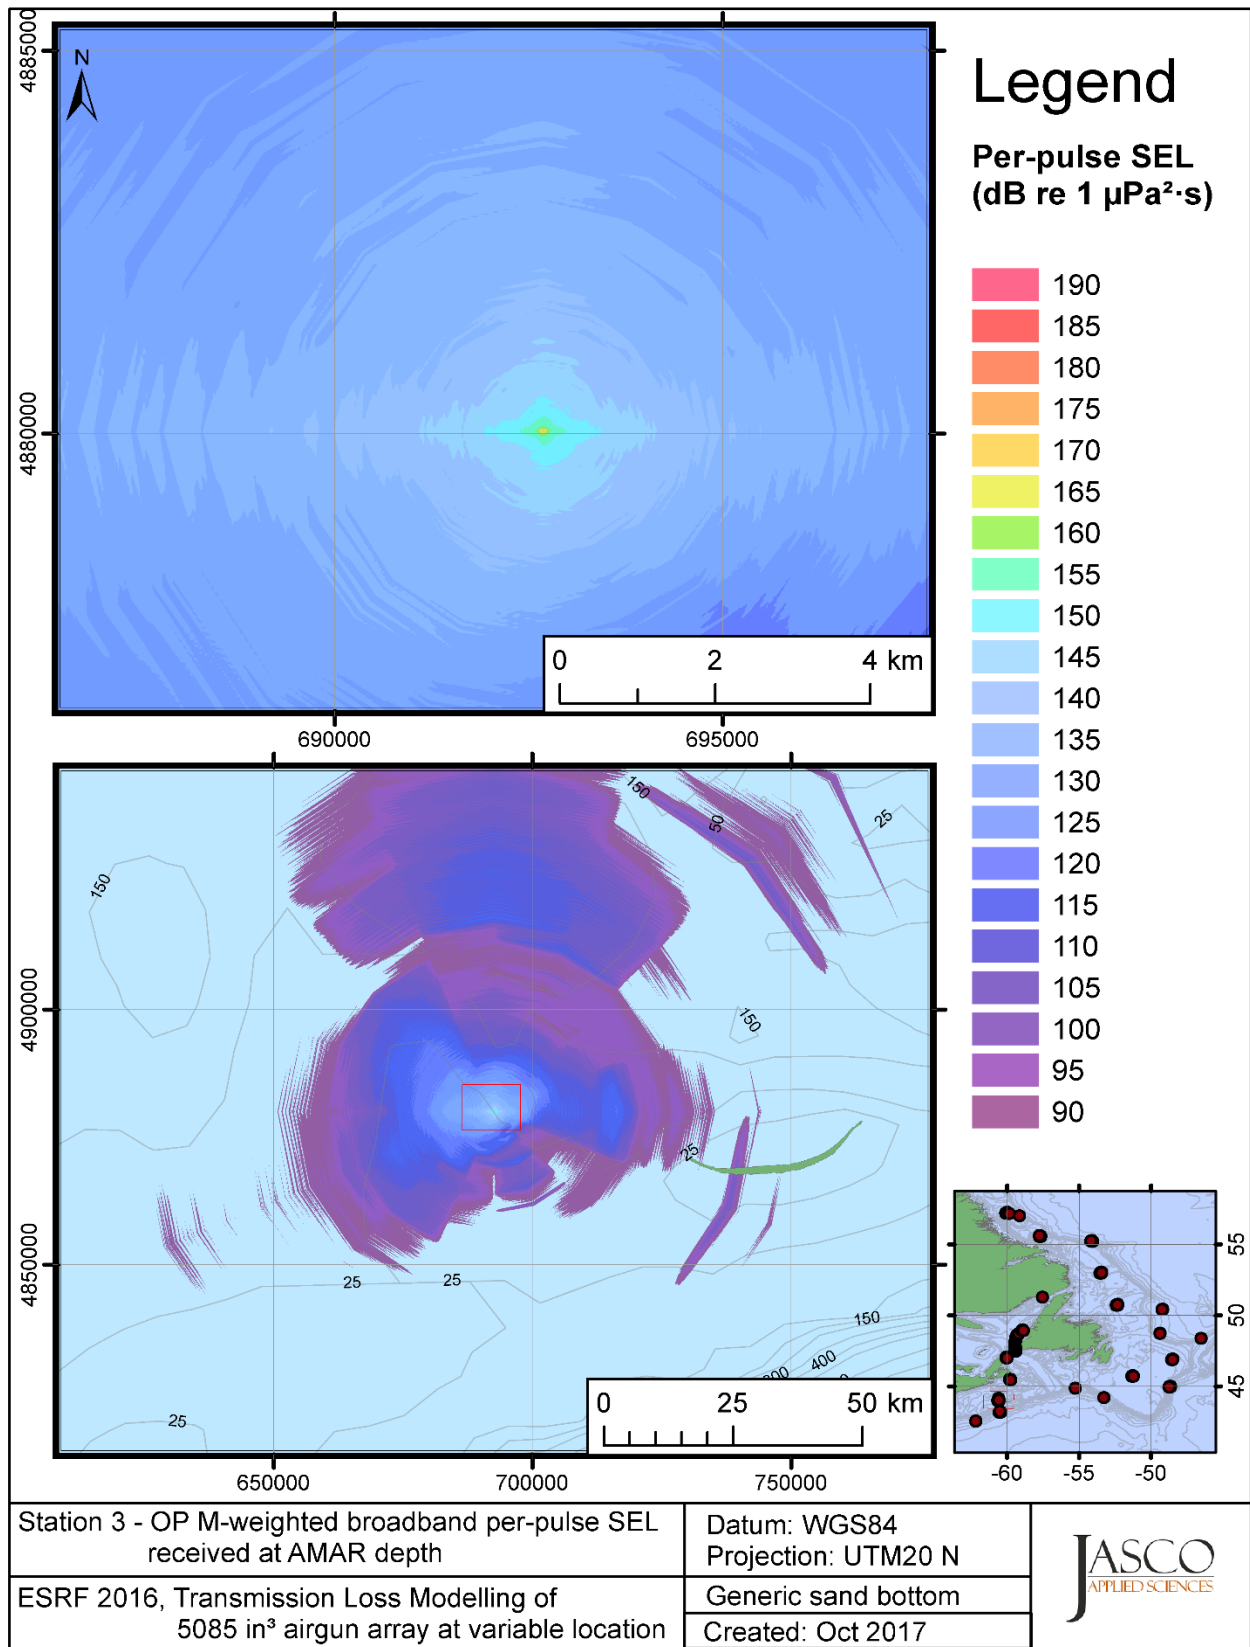 4885000
N
4880000
0 2 4 km
690000 695000
Legend
Per-pulse SEL
(dB re 1 µPa²·s)
190
185
180
175
170
165
160
155
150
145
140
135
130
125
120
115
110
105
100
95
90
150
50
25
150
4900000
150
25
4850000
25
25
150
400
25
0 25 50 km
650000 700000 750000
55
50
45
-60 -55 -50
Station 3 - OP M-weighted broadband per-pulse SEL
received at AMAR depth
ESRF 2016, Transmission Loss Modelling of
5085 in³ airgun array at variable location
Datum: WGS84
Projection: UTM20 N
Generic sand bottom
Created: Oct 2017
JASCO
APPLIED SCIENCES